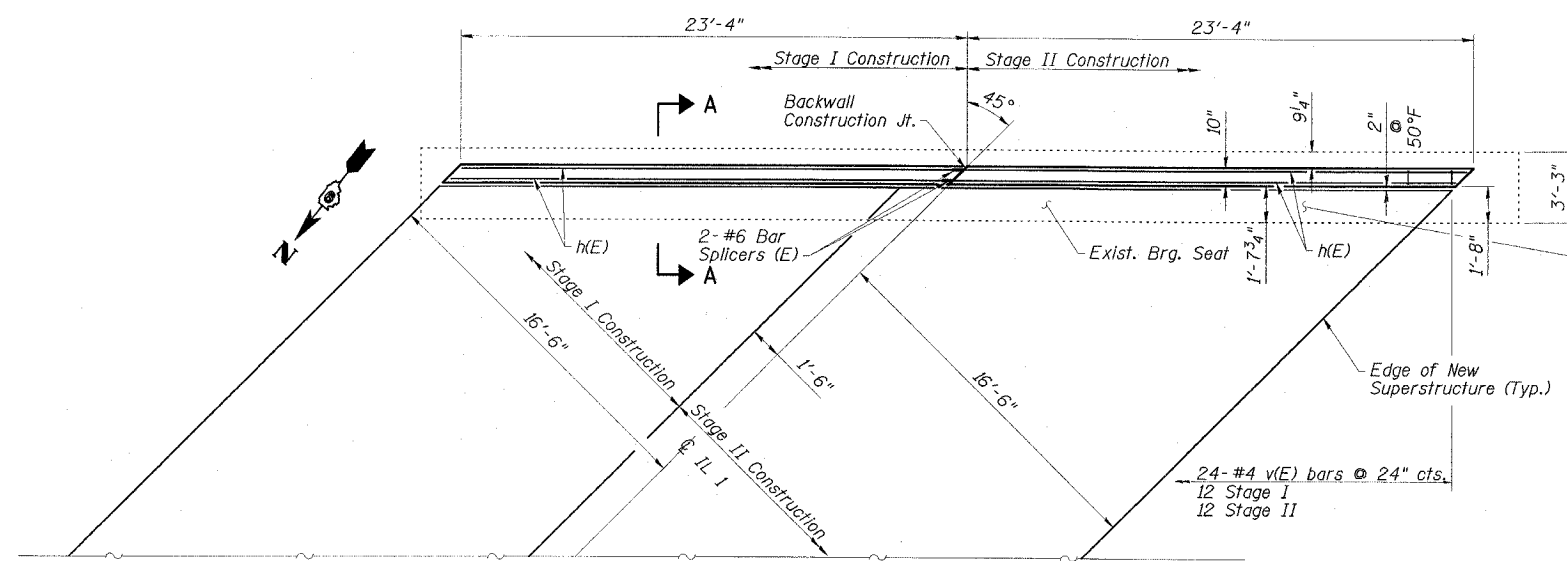 23'-4"
23'-4"
Stage I Construction
Stage II Construction
A
Backwall
Construction Jt.
45°
10"
9¼"
2"
@
50°F
3'-3"
N
h(E)
2- #6 Bar
Splicers (E)
A
Exist. Brg. Seat
1'-7¾"
h(E)
1'-8"
Stage I Construction
16'-6"
1'-6"
16'-6"
Edge of New
Superstructure (Typ.)
Stage II Construction
℄ IL 1
24- #4 v(E) bars @ 24" cts.
12 Stage I
12 Stage II